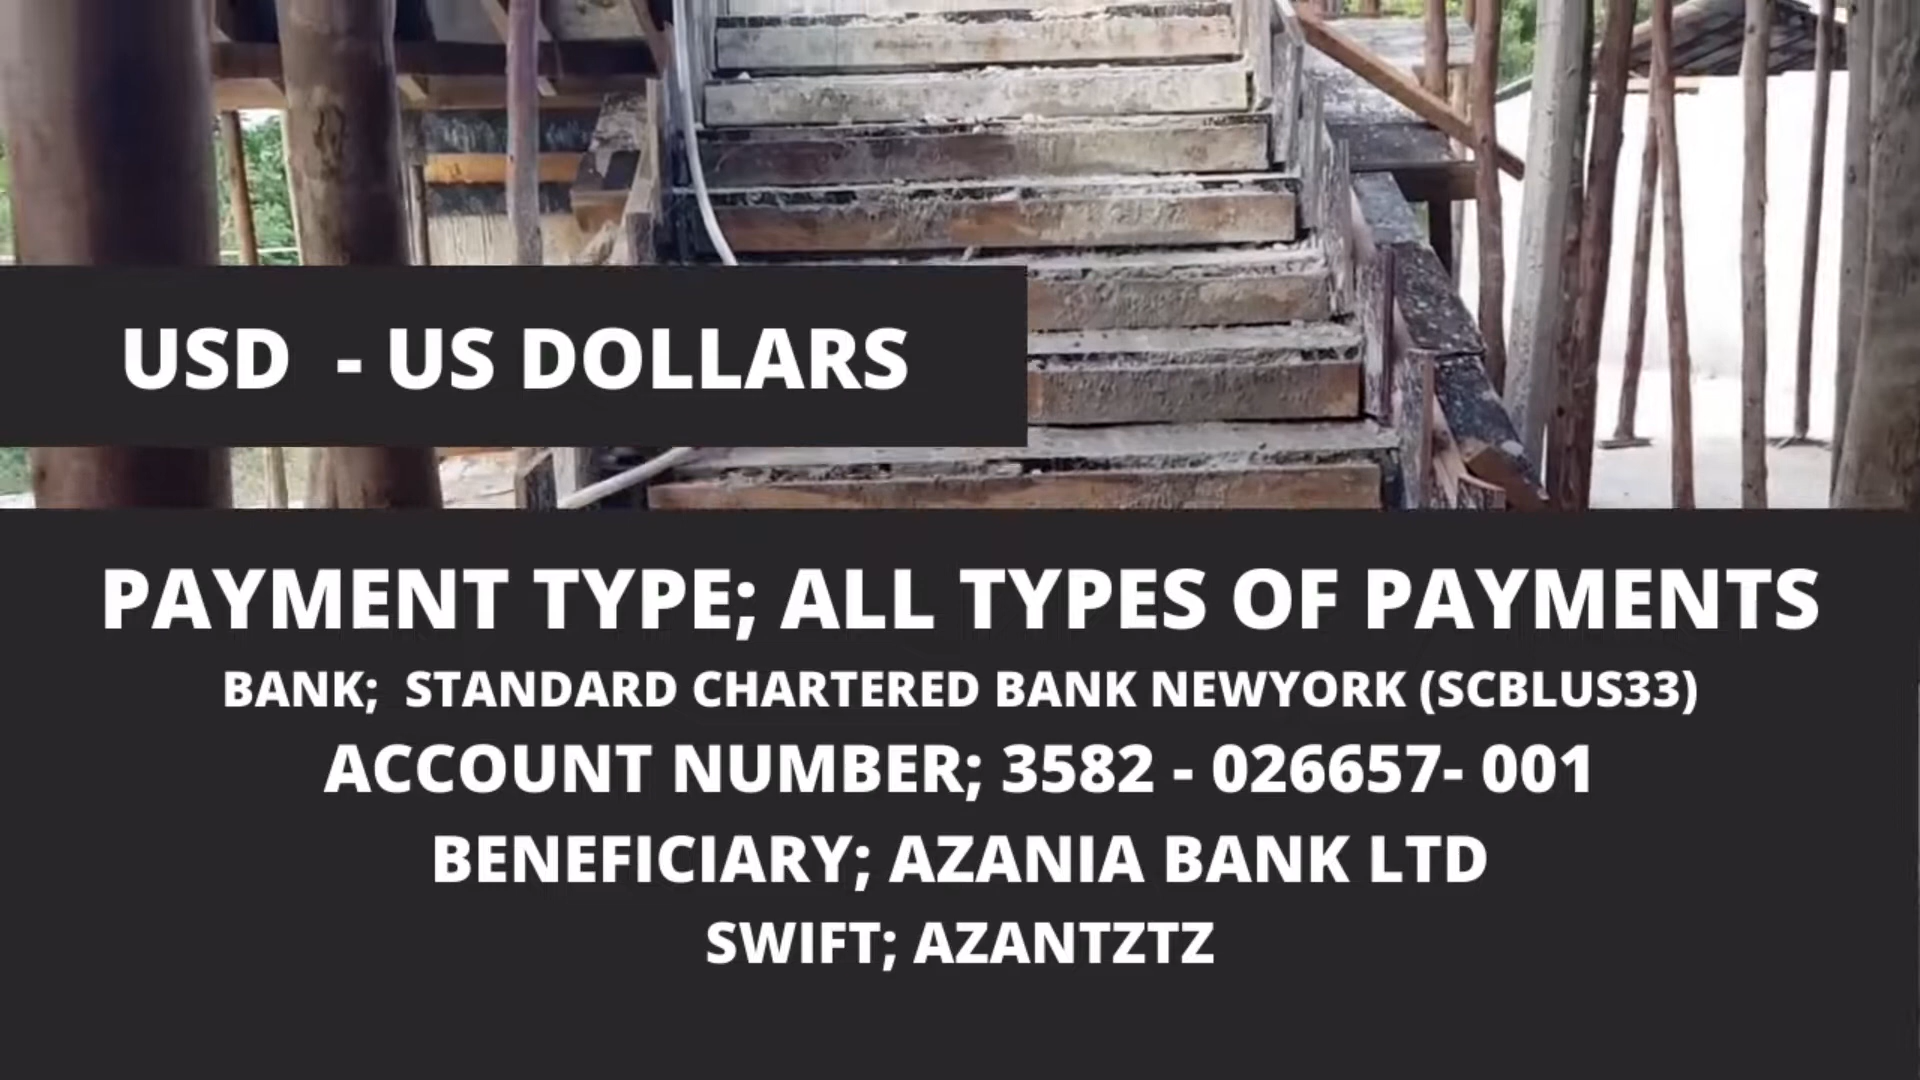 USD - US DOLLARS
PAYMENT TYPE; ALL TYPES OF PAYMENTS
BANK; STANDARD CHARTERED BANK NEWYORK (SCBLUS33)
ACCOUNT NUMBER; 3582 - 026657- 001
BENEFICIARY; AZANIA BANK LTD
SWIFT; AZANTZTZ